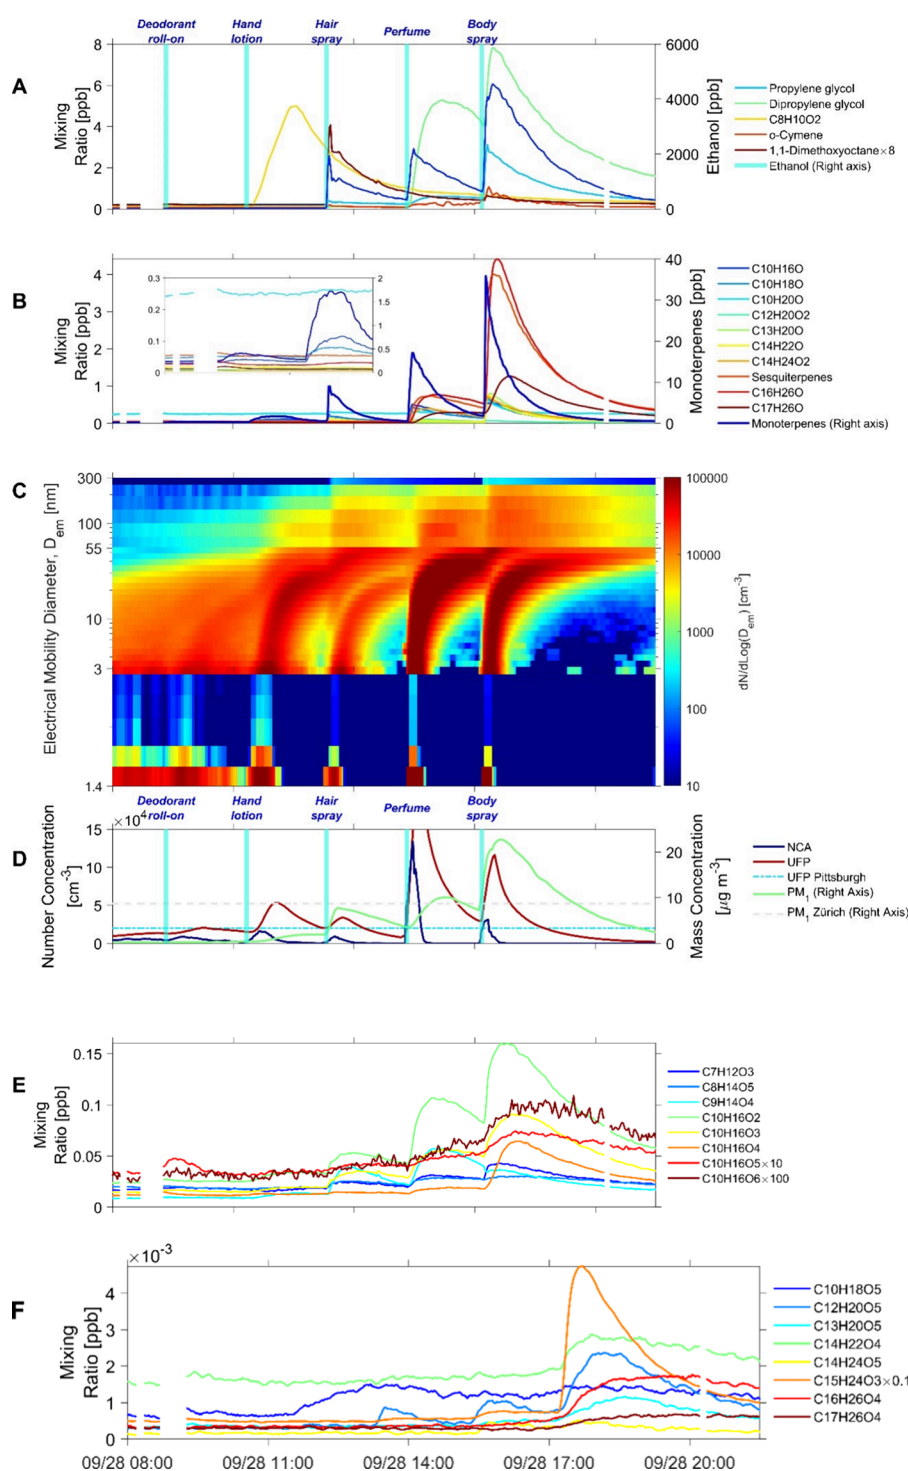 Deodorant roll-on
Hand lotion
Hair spray
Perfume
Body spray
A
Mixing Ratio [ppb]
8
6
4
2
0
6000
4000
2000
0
Ethanol [ppb]
Propylene glycol
Dipropylene glycol
C8H10O2
o-Cymene
1,1-Dimethoxyoctane×8
Ethanol (Right axis)
B
Mixing Ratio [ppb]
4
3
2
1
0
0.3
0.2
0.1
0
2
1.5
1
0.5
0
40
30
20
10
0
Monoterpenes [ppb]
C10H16O
C10H18O
C10H20O
C12H20O2
C13H20O
C14H22O
C14H24O2
Sesquiterpenes
C16H26O
C17H26O
Monoterpenes (Right axis)
C
Electrical Mobility Diameter, Dem [nm]
300
100
55
10
3
1.4
100000
10000
1000
100
10
dN/dLog(Dem) [cm-3]
Deodorant roll-on
Hand lotion
Hair spray
Perfume
Body spray
D
Number Concentration [cm-3]
×10⁴
15
10
5
0
20
10
0
Mass Concentration [μg m-3]
NCA
UFP
UFP Pittsburgh
PM1 (Right Axis)
PM1 Zürich (Right Axis)
E
Mixing Ratio [ppb]
0.15
0.1
0.05
0
C7H12O3
C8H14O5
C9H14O4
C10H16O2
C10H16O3
C10H16O4
C10H16O5×10
C10H16O6×100
F
Mixing Ratio [ppb]
×10-3
4
3
2
1
0
C10H18O5
C12H20O5
C13H20O5
C14H22O4
C14H24O5
C15H24O3×0.1
C16H26O4
C17H26O4
09/28 08:00
09/28 11:00
09/28 14:00
09/28 17:00
09/28 20:00